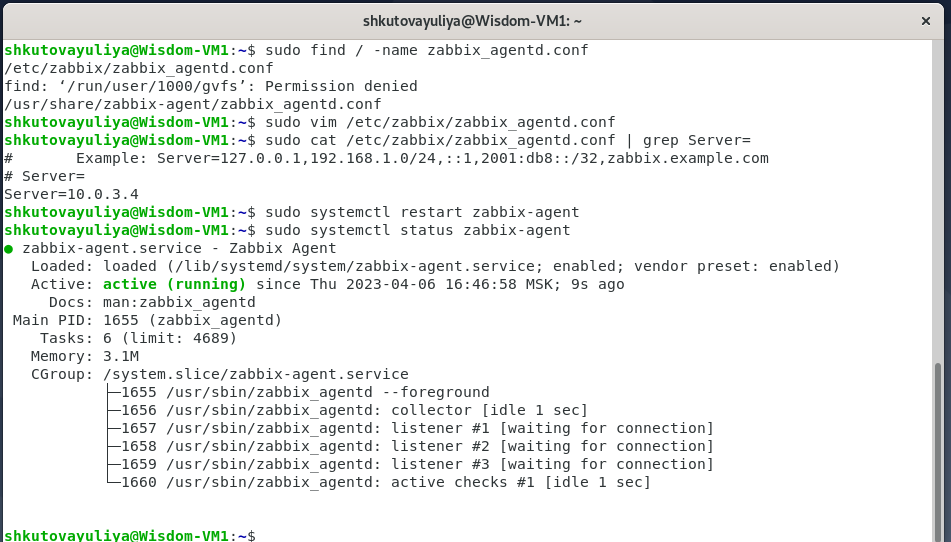 shkutovayuliya@Wisdom-VM1: ~
shkutovayuliya@Wisdom-VM1:~$ sudo find / -name zabbix_agentd.conf
/etc/zabbix/zabbix_agentd.conf
find: ‘/run/user/1000/gvfs’: Permission denied
/usr/share/zabbix-agent/zabbix_agentd.conf
shkutovayuliya@Wisdom-VM1:~$ sudo vim /etc/zabbix/zabbix_agentd.conf
shkutovayuliya@Wisdom-VM1:~$ sudo cat /etc/zabbix/zabbix_agentd.conf | grep Server=
#       Example: Server=127.0.0.1,192.168.1.0/24,::1,2001:db8::/32,zabbix.example.com
# Server=
Server=10.0.3.4
shkutovayuliya@Wisdom-VM1:~$ sudo systemctl restart zabbix-agent
shkutovayuliya@Wisdom-VM1:~$ sudo systemctl status zabbix-agent
● zabbix-agent.service - Zabbix Agent
   Loaded: loaded (/lib/systemd/system/zabbix-agent.service; enabled; vendor preset: enabled)
   Active: active (running) since Thu 2023-04-06 16:46:58 MSK; 9s ago
     Docs: man:zabbix_agentd
 Main PID: 1655 (zabbix_agentd)
    Tasks: 6 (limit: 4689)
   Memory: 3.1M
   CGroup: /system.slice/zabbix-agent.service
           ├─1655 /usr/sbin/zabbix_agentd --foreground
           ├─1656 /usr/sbin/zabbix_agentd: collector [idle 1 sec]
           ├─1657 /usr/sbin/zabbix_agentd: listener #1 [waiting for connection]
           ├─1658 /usr/sbin/zabbix_agentd: listener #2 [waiting for connection]
           ├─1659 /usr/sbin/zabbix_agentd: listener #3 [waiting for connection]
           └─1660 /usr/sbin/zabbix_agentd: active checks #1 [idle 1 sec]
shkutovayuliya@Wisdom-VM1:~$